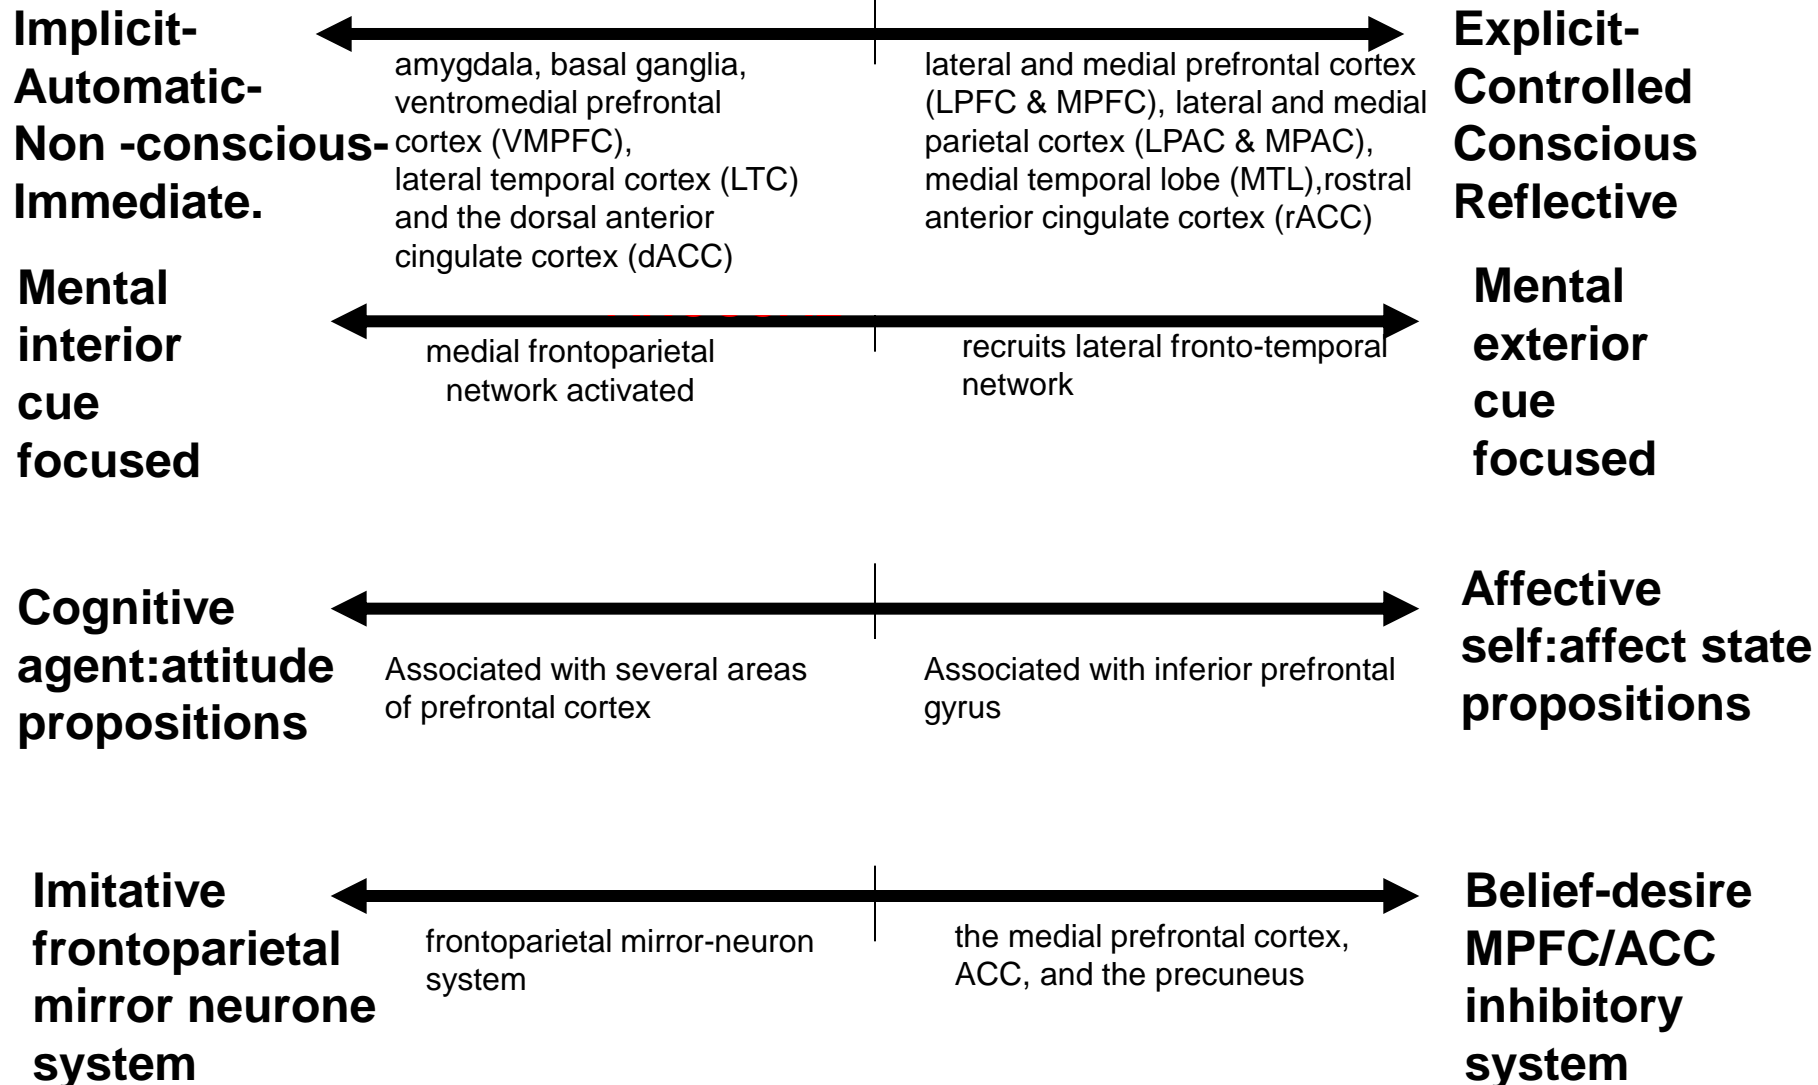 Implicit-
Automatic-
Non -conscious-
Immediate.
amygdala, basal ganglia,
ventromedial prefrontal
cortex (VMPFC),
lateral temporal cortex (LTC)
and the dorsal anterior
cingulate cortex (dACC)
lateral and medial prefrontal cortex
(LPFC & MPFC), lateral and medial
parietal cortex (LPAC & MPAC),
medial temporal lobe (MTL),rostral
anterior cingulate cortex (rACC)
Explicit-
Controlled
Conscious
Reflective
Mental
interior
cue
focused
medial frontoparietal
network activated
recruits lateral fronto-temporal
network
Mental
exterior
cue
focused
Cognitive
agent:attitude
propositions
Associated with several areas
of prefrontal cortex
Associated with inferior prefrontal
gyrus
Affective
self:affect state
propositions
Imitative
frontoparietal
mirror neurone
system
frontoparietal mirror-neuron
system
the medial prefrontal cortex,
ACC, and the precuneus
Belief-desire
MPFC/ACC
inhibitory
system